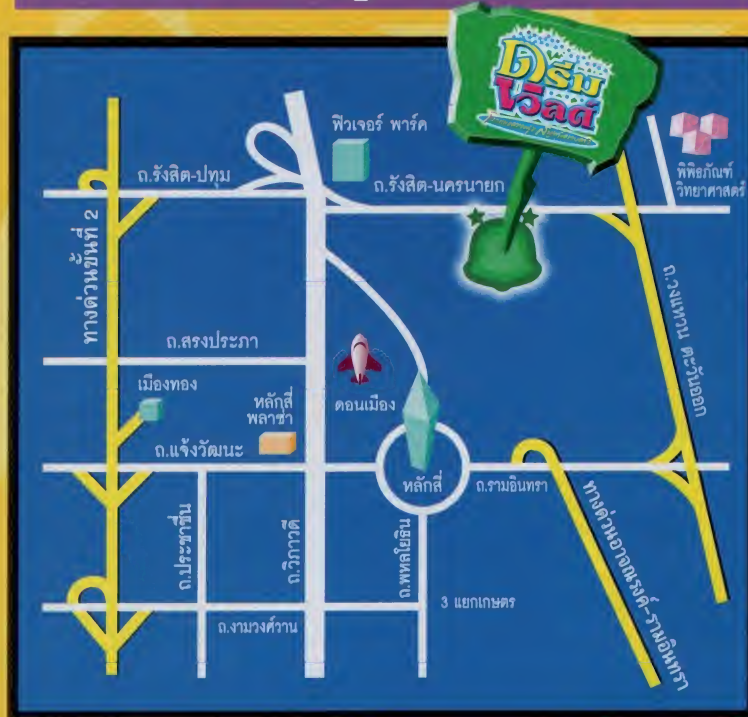 ดรีม
เวิลด์
ฟิวเจอร์ พาร์ค
พิพิธภัณฑ์
วิทยาศาสตร์
ถ.รังสิต-ปทุม
ถ.รังสิต-นครนายก
ทางด่วนขั้นที่ 2
ถ.วงแหวน ตะวันออก
ถ.สรงประภา
เมืองทอง
หลักสี่
พลาซ่า
ดอนเมือง
ถ.แจ้งวัฒนะ
หลักสี่
ถ.รามอินทรา
ถ.ประชาชื่น
ถ.วิภาวดี
ถ.พหลโยธิน
ทางด่วนอาจณรงค์-รามอินทรา
3 แยกเกษตร
ถ.งามวงศ์วาน